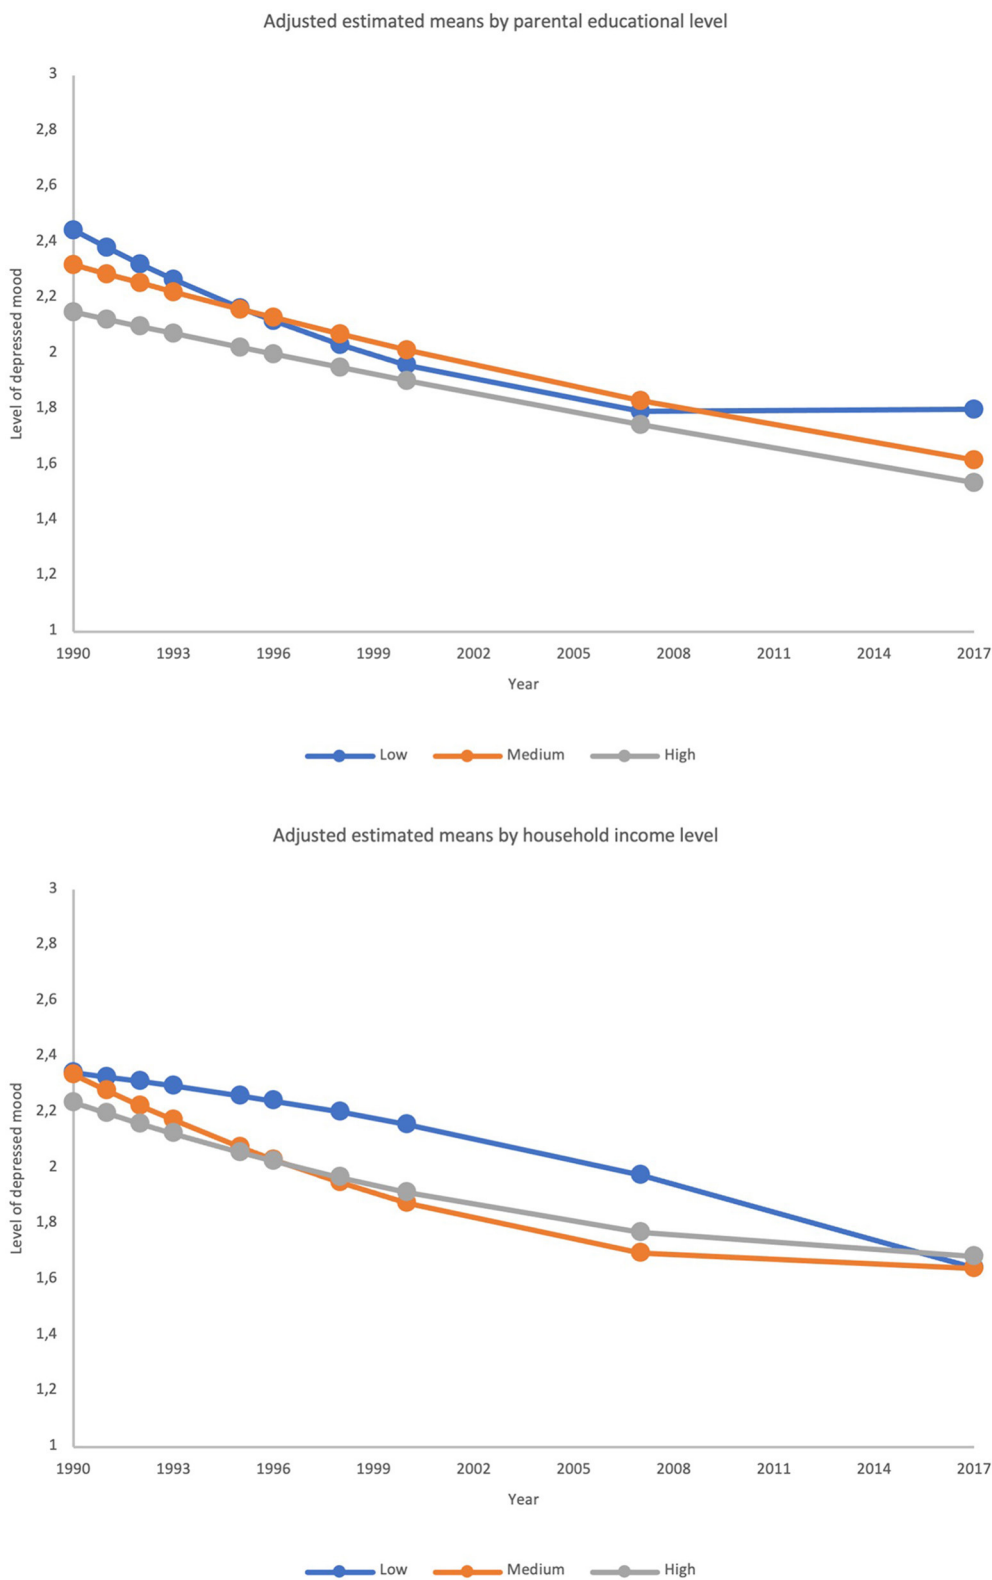 Adjusted estimated means by parental educational level
3
2,8
2,6
2,4
2,2
2
1,8
1,6
1,4
1,2
1
Level of depressed mood
1990 1993 1996 1999 2002 2005 2008 2011 2014 2017
Year
Low Medium High
Adjusted estimated means by household income level
3
2,8
2,6
2,4
2,2
2
1,8
1,6
1,4
1,2
1
Level of depressed mood
1990 1993 1996 1999 2002 2005 2008 2011 2014 2017
Year
Low Medium High